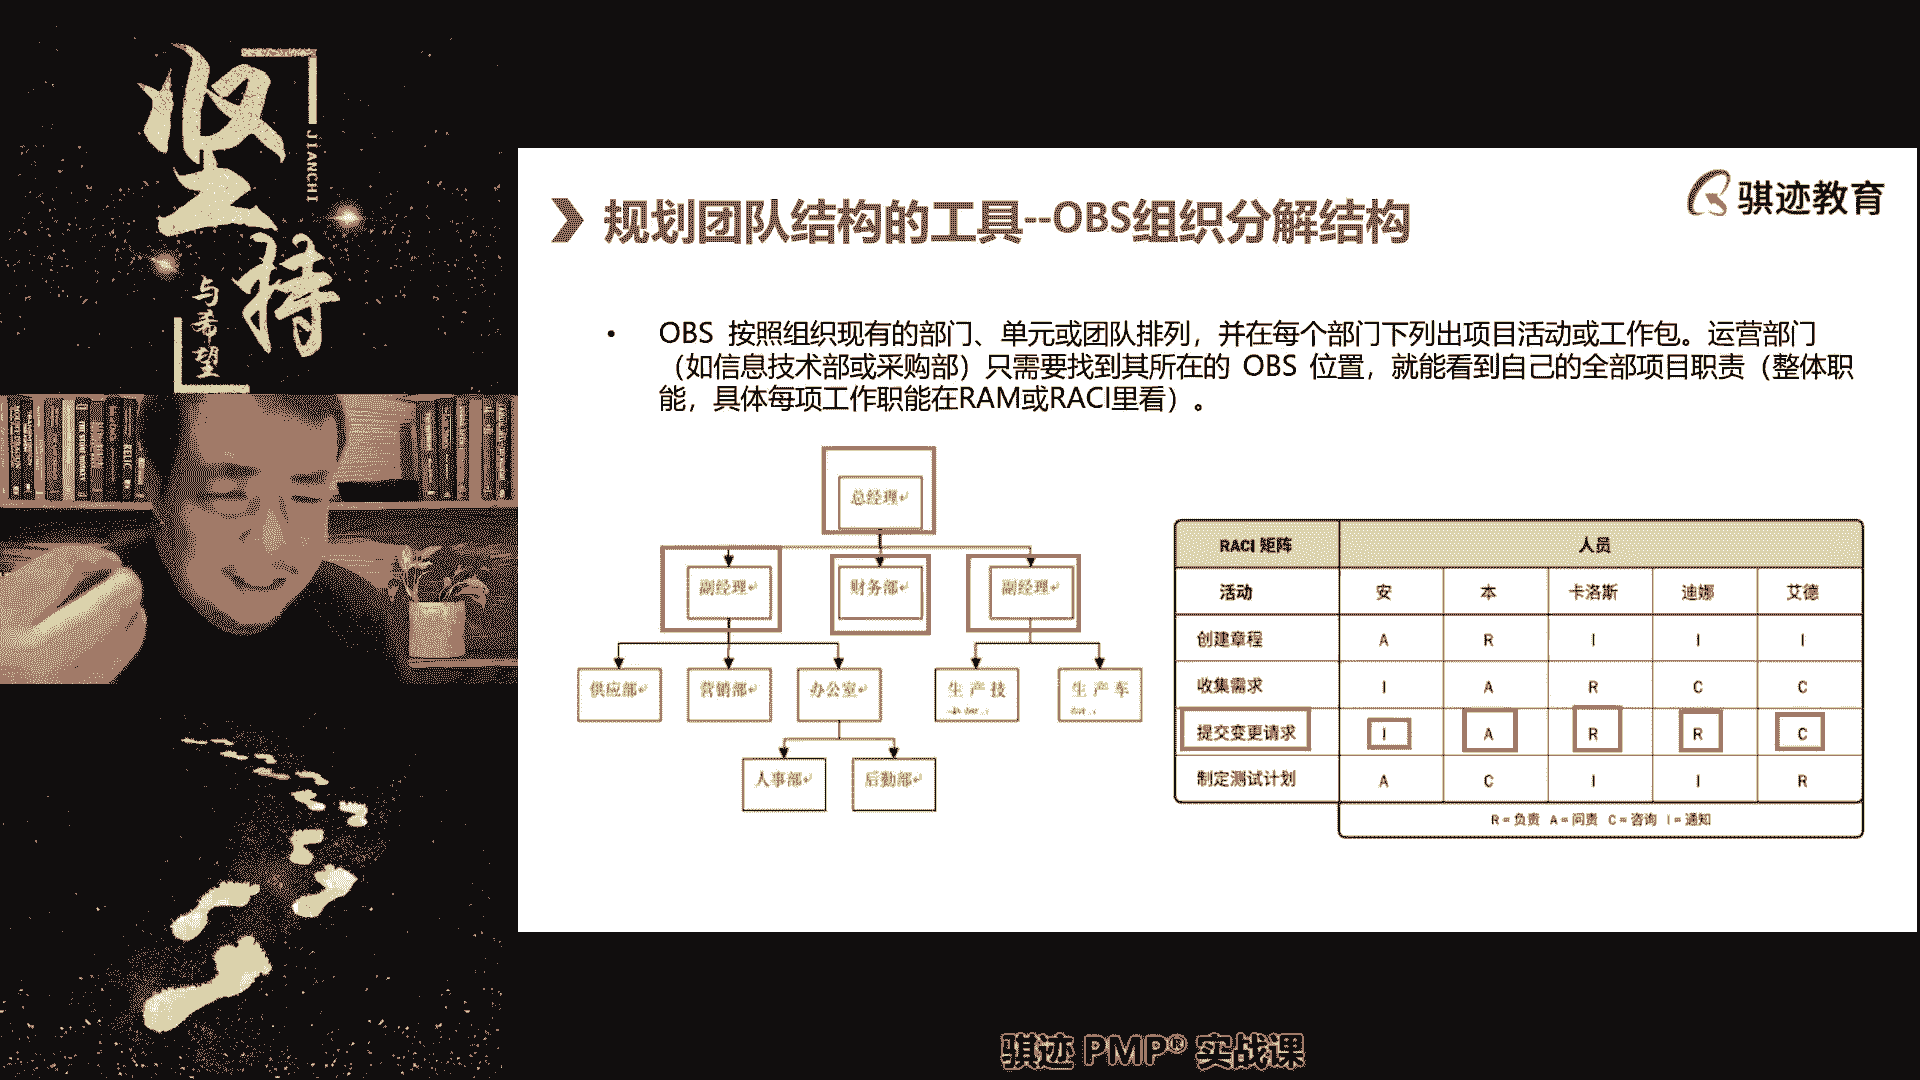 坚持
JIANCHI
与希望
骐迹教育
规划团队结构的工具--OBS组织分解结构
• OBS 按照组织现有的部门、单元或团队排列，并在每个部门下列出项目活动或工作包。运营部门
（如信息技术部或采购部）只需要找到其所在的 OBS 位置，就能看到自己的全部项目职责（整体职
能，具体每项工作职能在RAM或RACI里看）。
总经理
副经理 财务部 副经理
供应部 营销部 办公室 生产技 生产车
人事部 后勤部
RACI 矩阵 人员
活动 安 本 卡洛斯 迪娜 艾德
创建章程 A R I I I
收集需求 I A R C C
提交变更请求 I A R R C
制定测试计划 A C I I R
R = 负责 A = 问责 C = 咨询 I = 通知
骐迹 PMP® 实战课